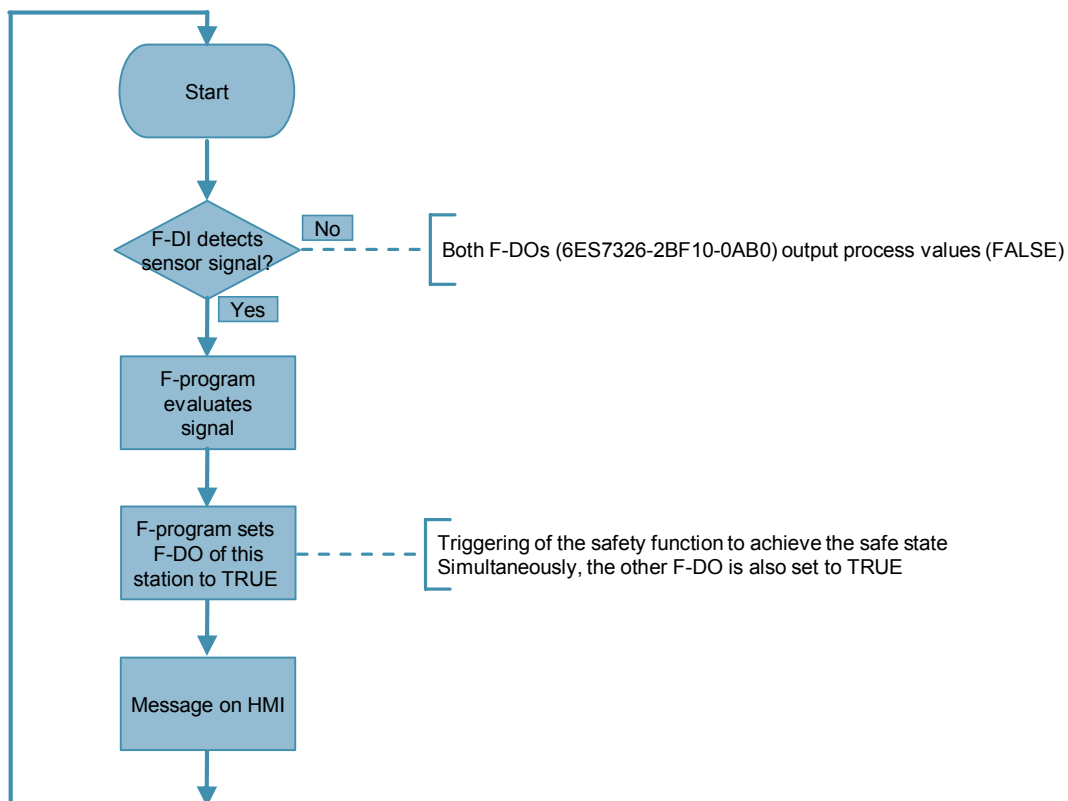 Start
F-DI detects
sensor signal?
No
Both F-DOs (6ES7326-2BF10-0AB0) output process values (FALSE)
Yes
F-program
evaluates
signal
F-program sets
F-DO of this
station to TRUE
Triggering of the safety function to achieve the safe state
Simultaneously, the other F-DO is also set to TRUE
Message on HMI